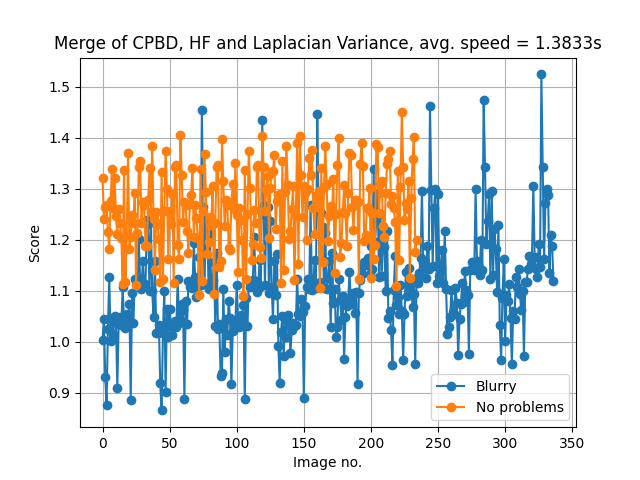 Merge of CPBD, HF and Laplacian Variance, avg. speed = 1.3833s
1.5
1.4
1.3
1.2
1.1
1.0
0.9
Score
Blurry
No problems
0 50 100 150 200 250 300 350
Image no.